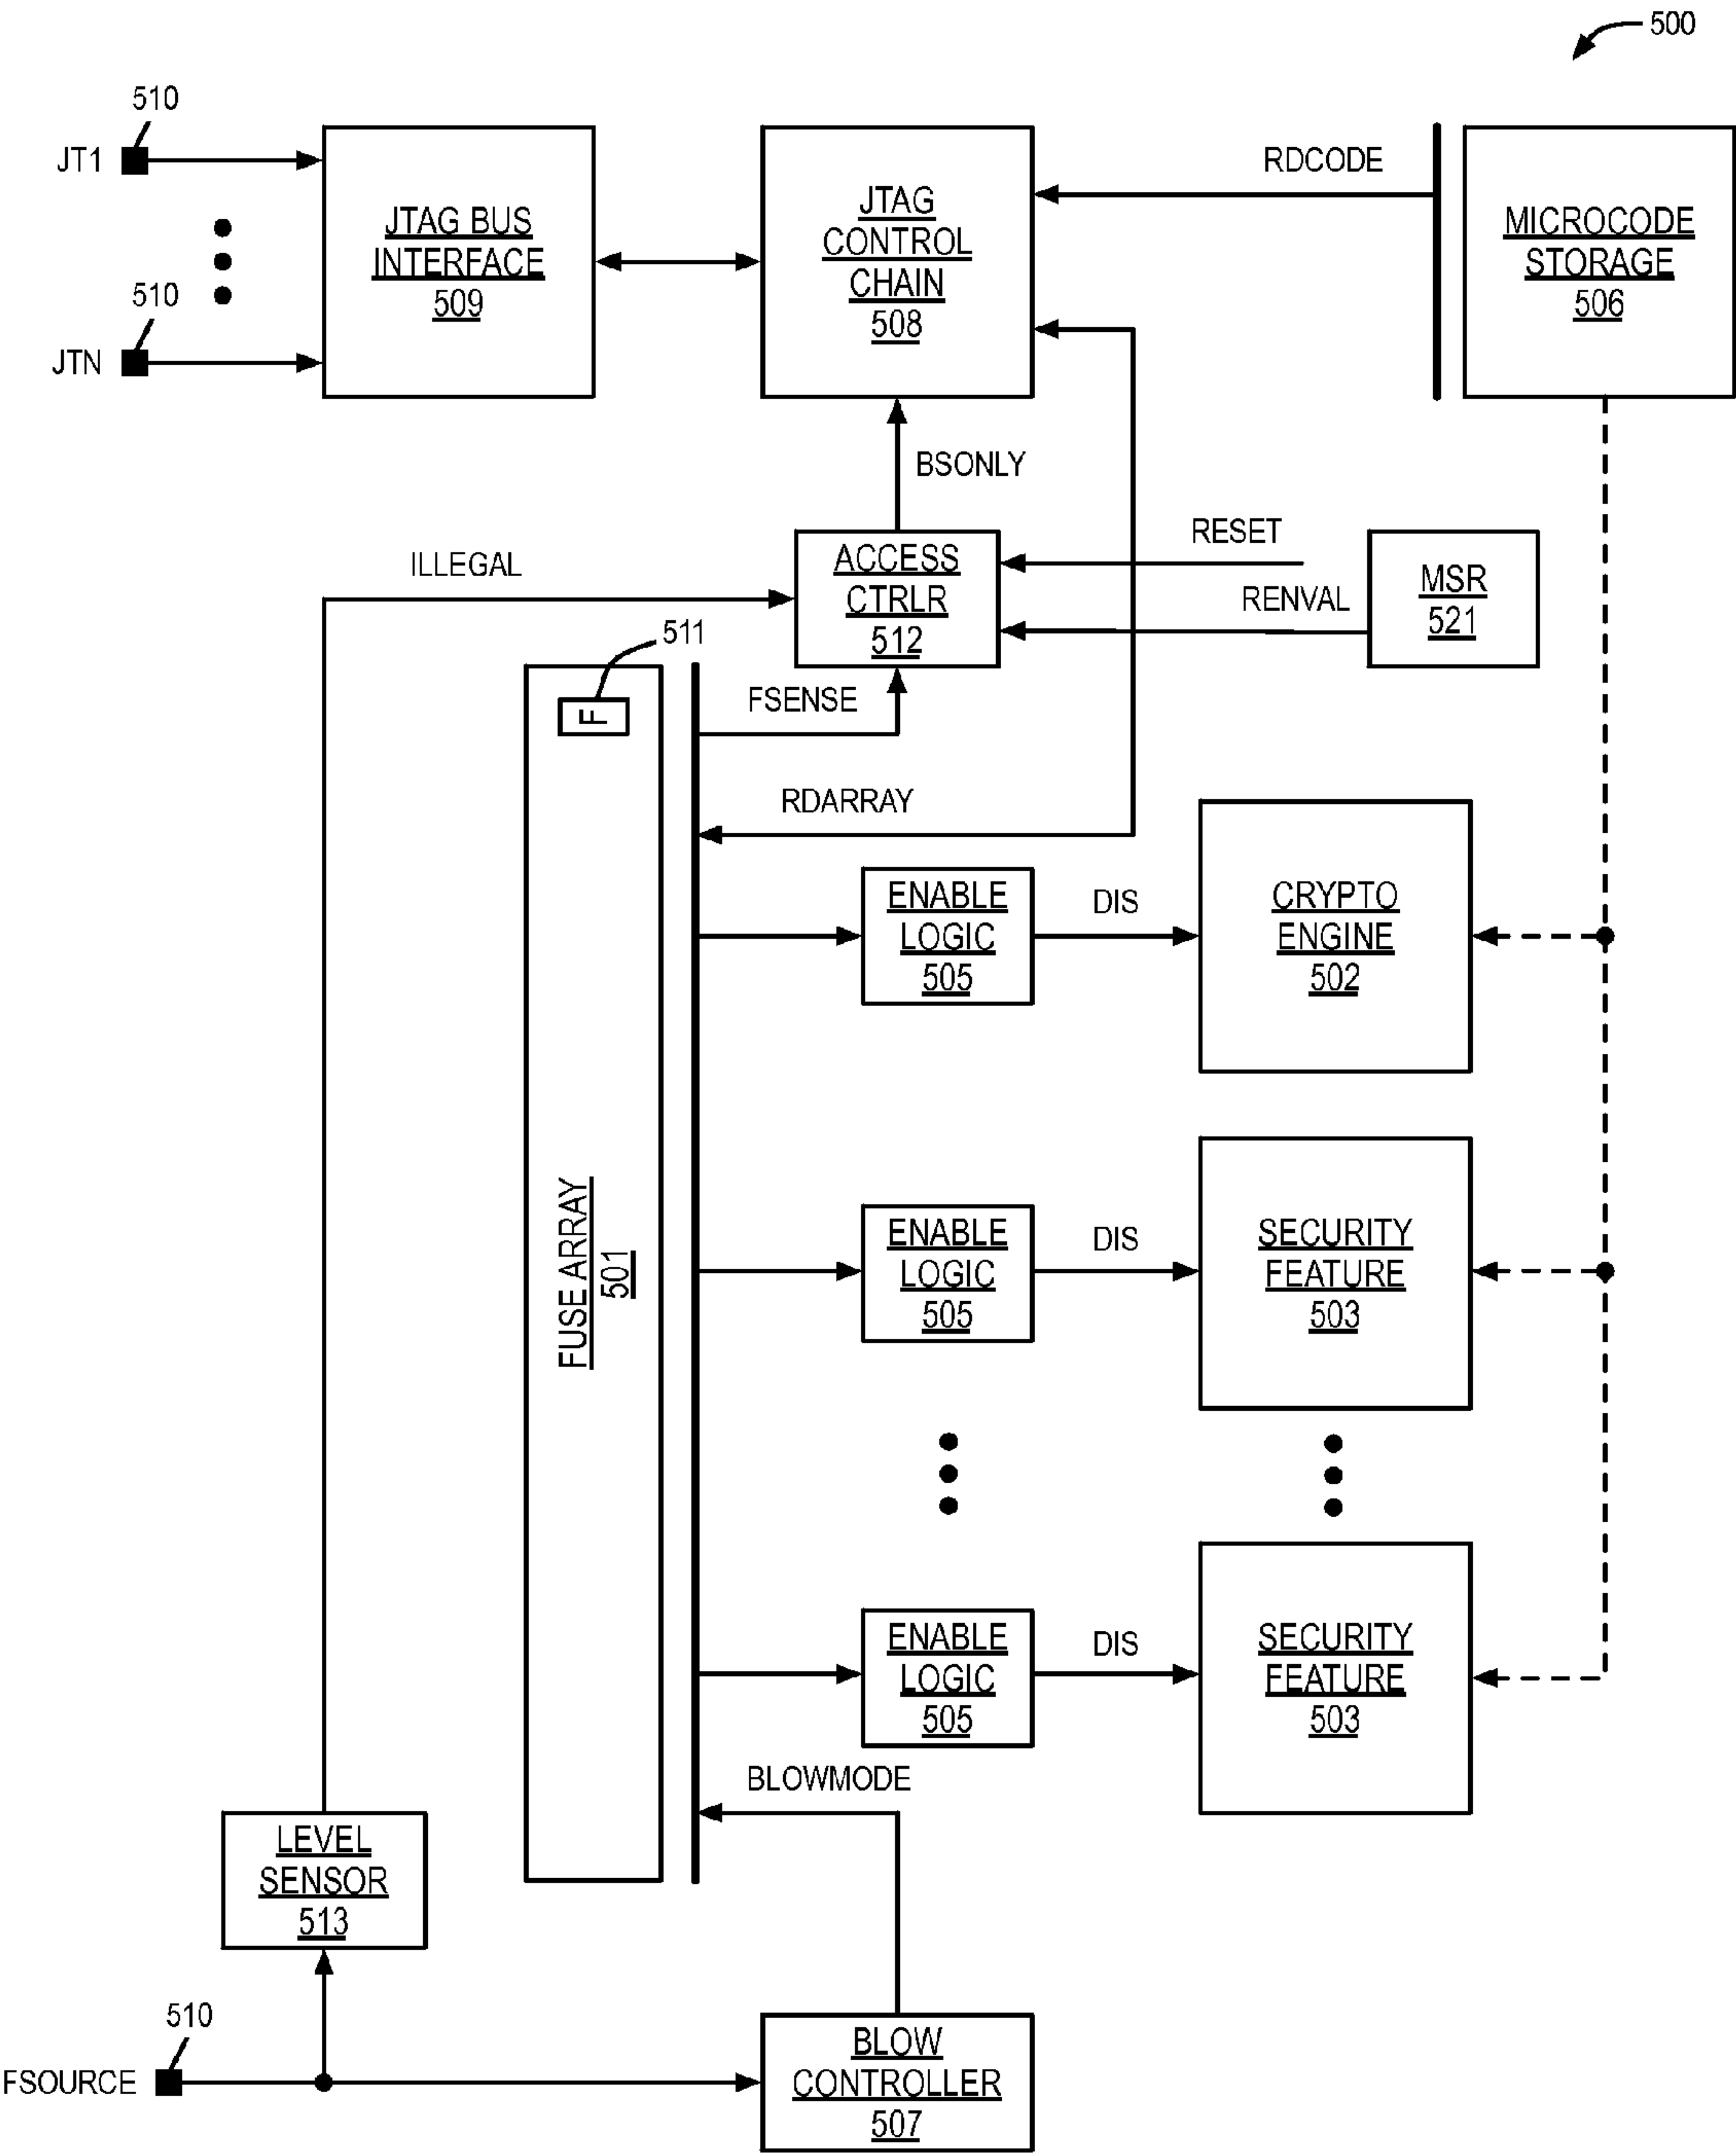 500
510
JT1
JTAG BUS
INTERFACE
509
510
JTN
JTAG
CONTROL
CHAIN
508
RDCODE
MICROCODE
STORAGE
506
BSONLY
ILLEGAL
ACCESS
CTRLR
512
RESET
RENVAL
MSR
521
511
F
FSENSE
RDARRAY
FUSE ARRAY
501
ENABLE
LOGIC
505
DIS
CRYPTO
ENGINE
502
ENABLE
LOGIC
505
DIS
SECURITY
FEATURE
503
ENABLE
LOGIC
505
DIS
SECURITY
FEATURE
503
BLOWMODE
LEVEL
SENSOR
513
510
FSOURCE
BLOW
CONTROLLER
507